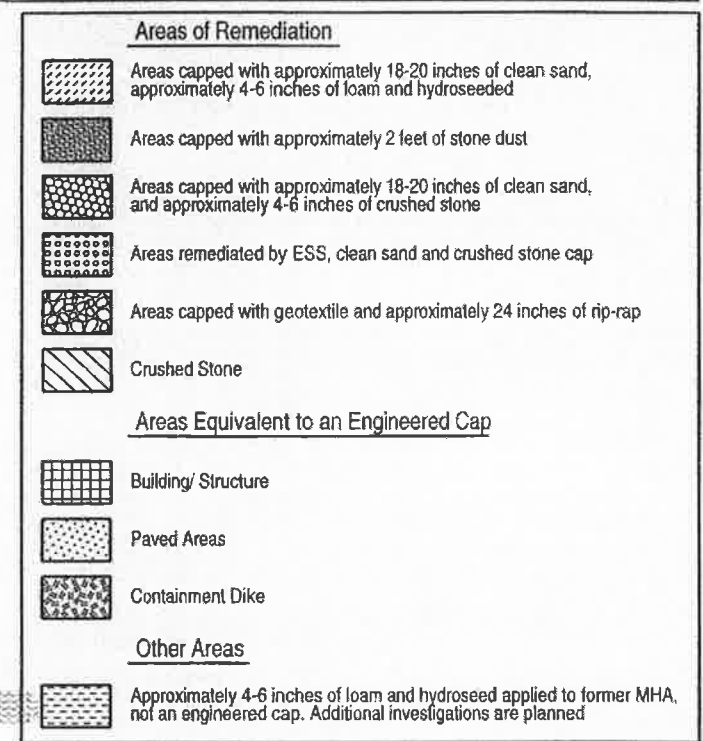 Areas of Remediation
Areas capped with approximately 18-20 inches of clean sand,
approximately 4-6 inches of loam and hydroseeded
Areas capped with approximately 2 feet of stone dust
Areas capped with approximately 18-20 inches of clean sand,
and approximately 4-6 inches of crushed stone
Areas remediated by ESS, clean sand and crushed stone cap
Areas capped with geotextile and approximately 24 inches of rip-rap
Crushed Stone
Areas Equivalent to an Engineered Cap
Building/ Structure
Paved Areas
Containment Dike
Other Areas
Approximately 4-6 inches of loam and hydroseed applied to former MHA,
not an engineered cap. Additional investigations are planned